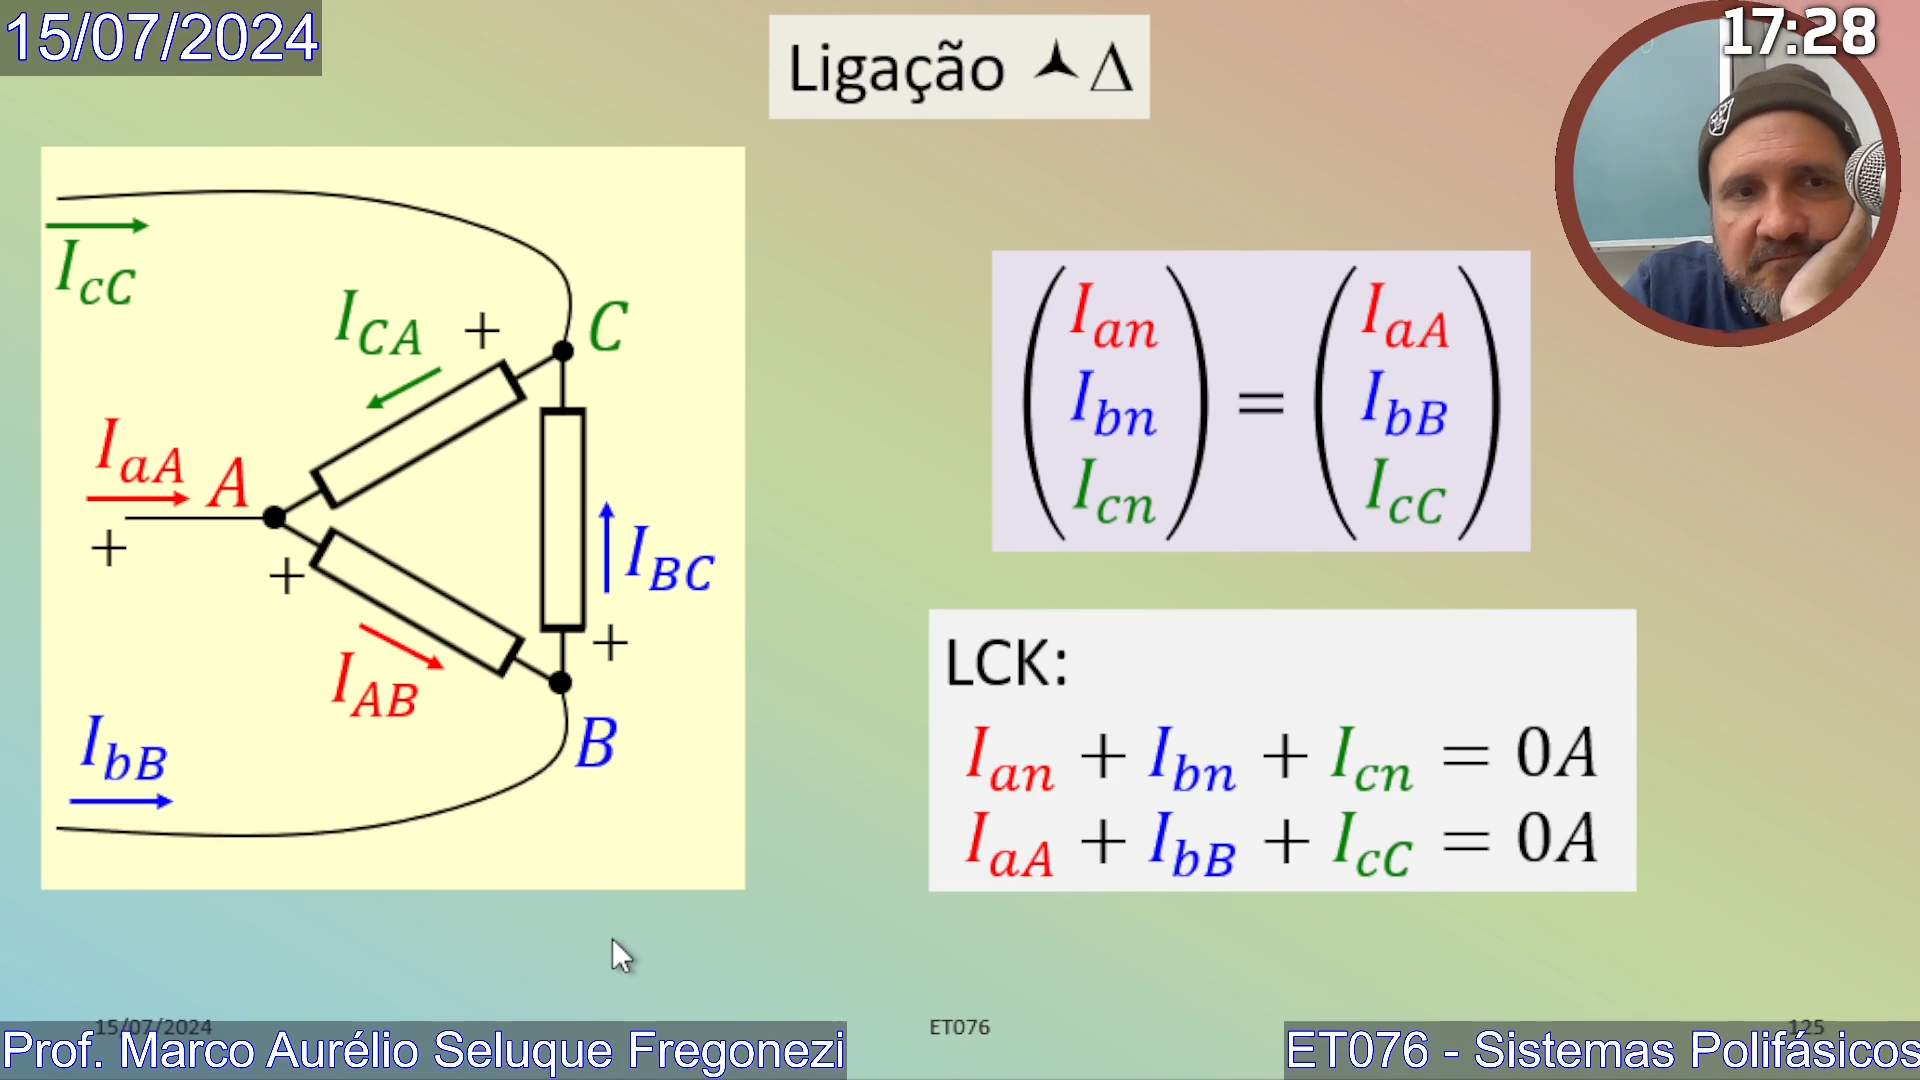 15/07/2024
17:28
Ligação ⅄ Δ
I_cC
I_CA
+
C
I_aA
A
+
+
I_BC
+
I_AB
I_bB
B
I_an
I_bn
I_cn
=
I_aA
I_bB
I_cC
LCK:
I_an + I_bn + I_cn = 0A
I_aA + I_bB + I_cC = 0A
15/07/2024
ET076
125
Prof. Marco Aurélio Seluque Fregonezi
ET076 - Sistemas Polifásicos